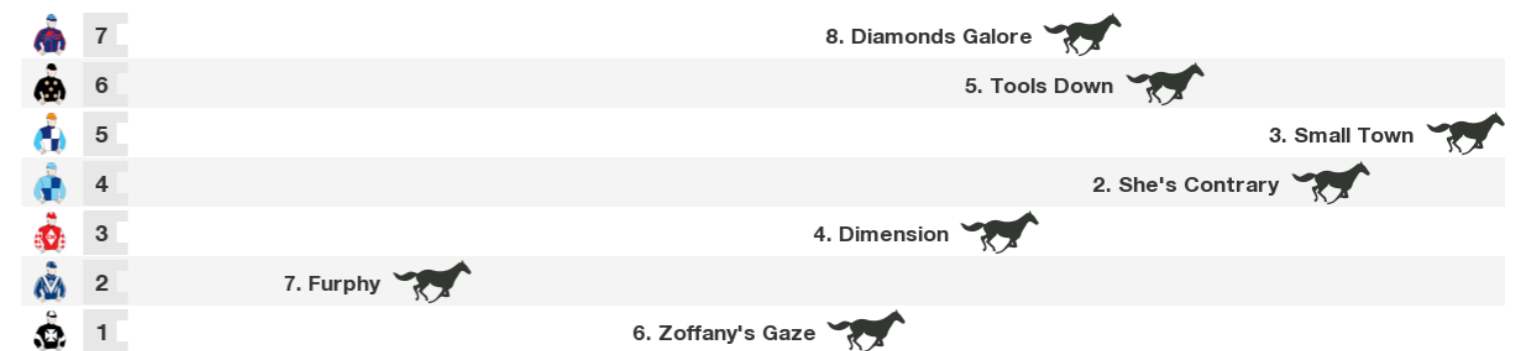 7 8. Diamonds Galore
6 5. Tools Down
5 3. Small Town
4 2. She's Contrary
3 4. Dimension
2 7. Furphy
1 6. Zoffany's Gaze